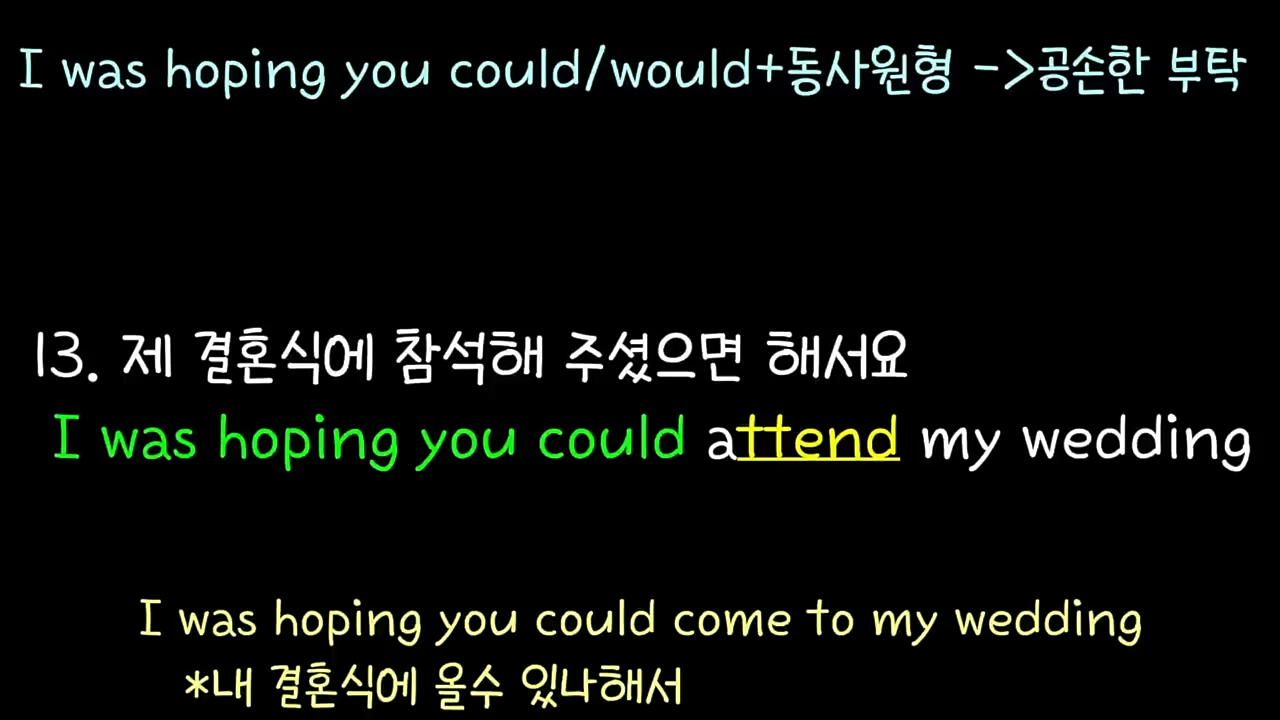 I was hoping you could/would+동사원형 ->공손한 부탁
13. 제 결혼식에 참석해 주셨으면 해서요
I was hoping you could attend my wedding
I was hoping you could come to my wedding
*내 결혼식에 올수 있나해서